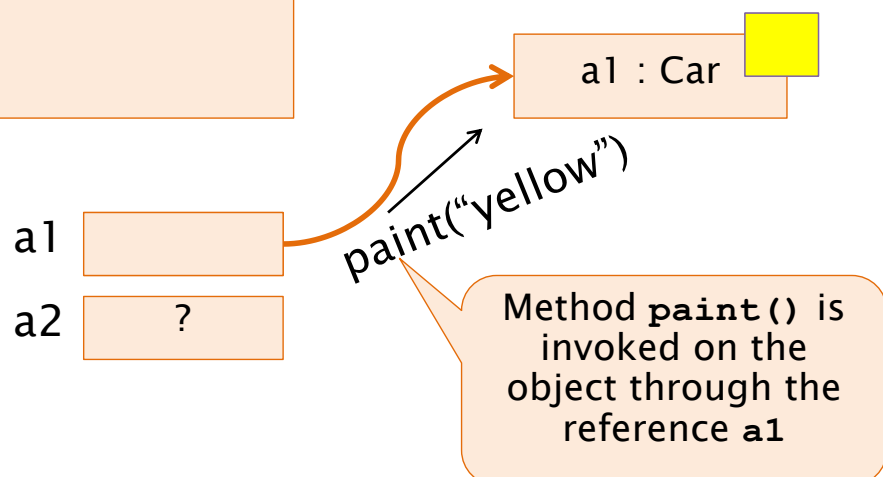 a1 : Car
paint(“yellow”)
a1
a2 ?
Method paint() is
invoked on the
object through the
reference a1